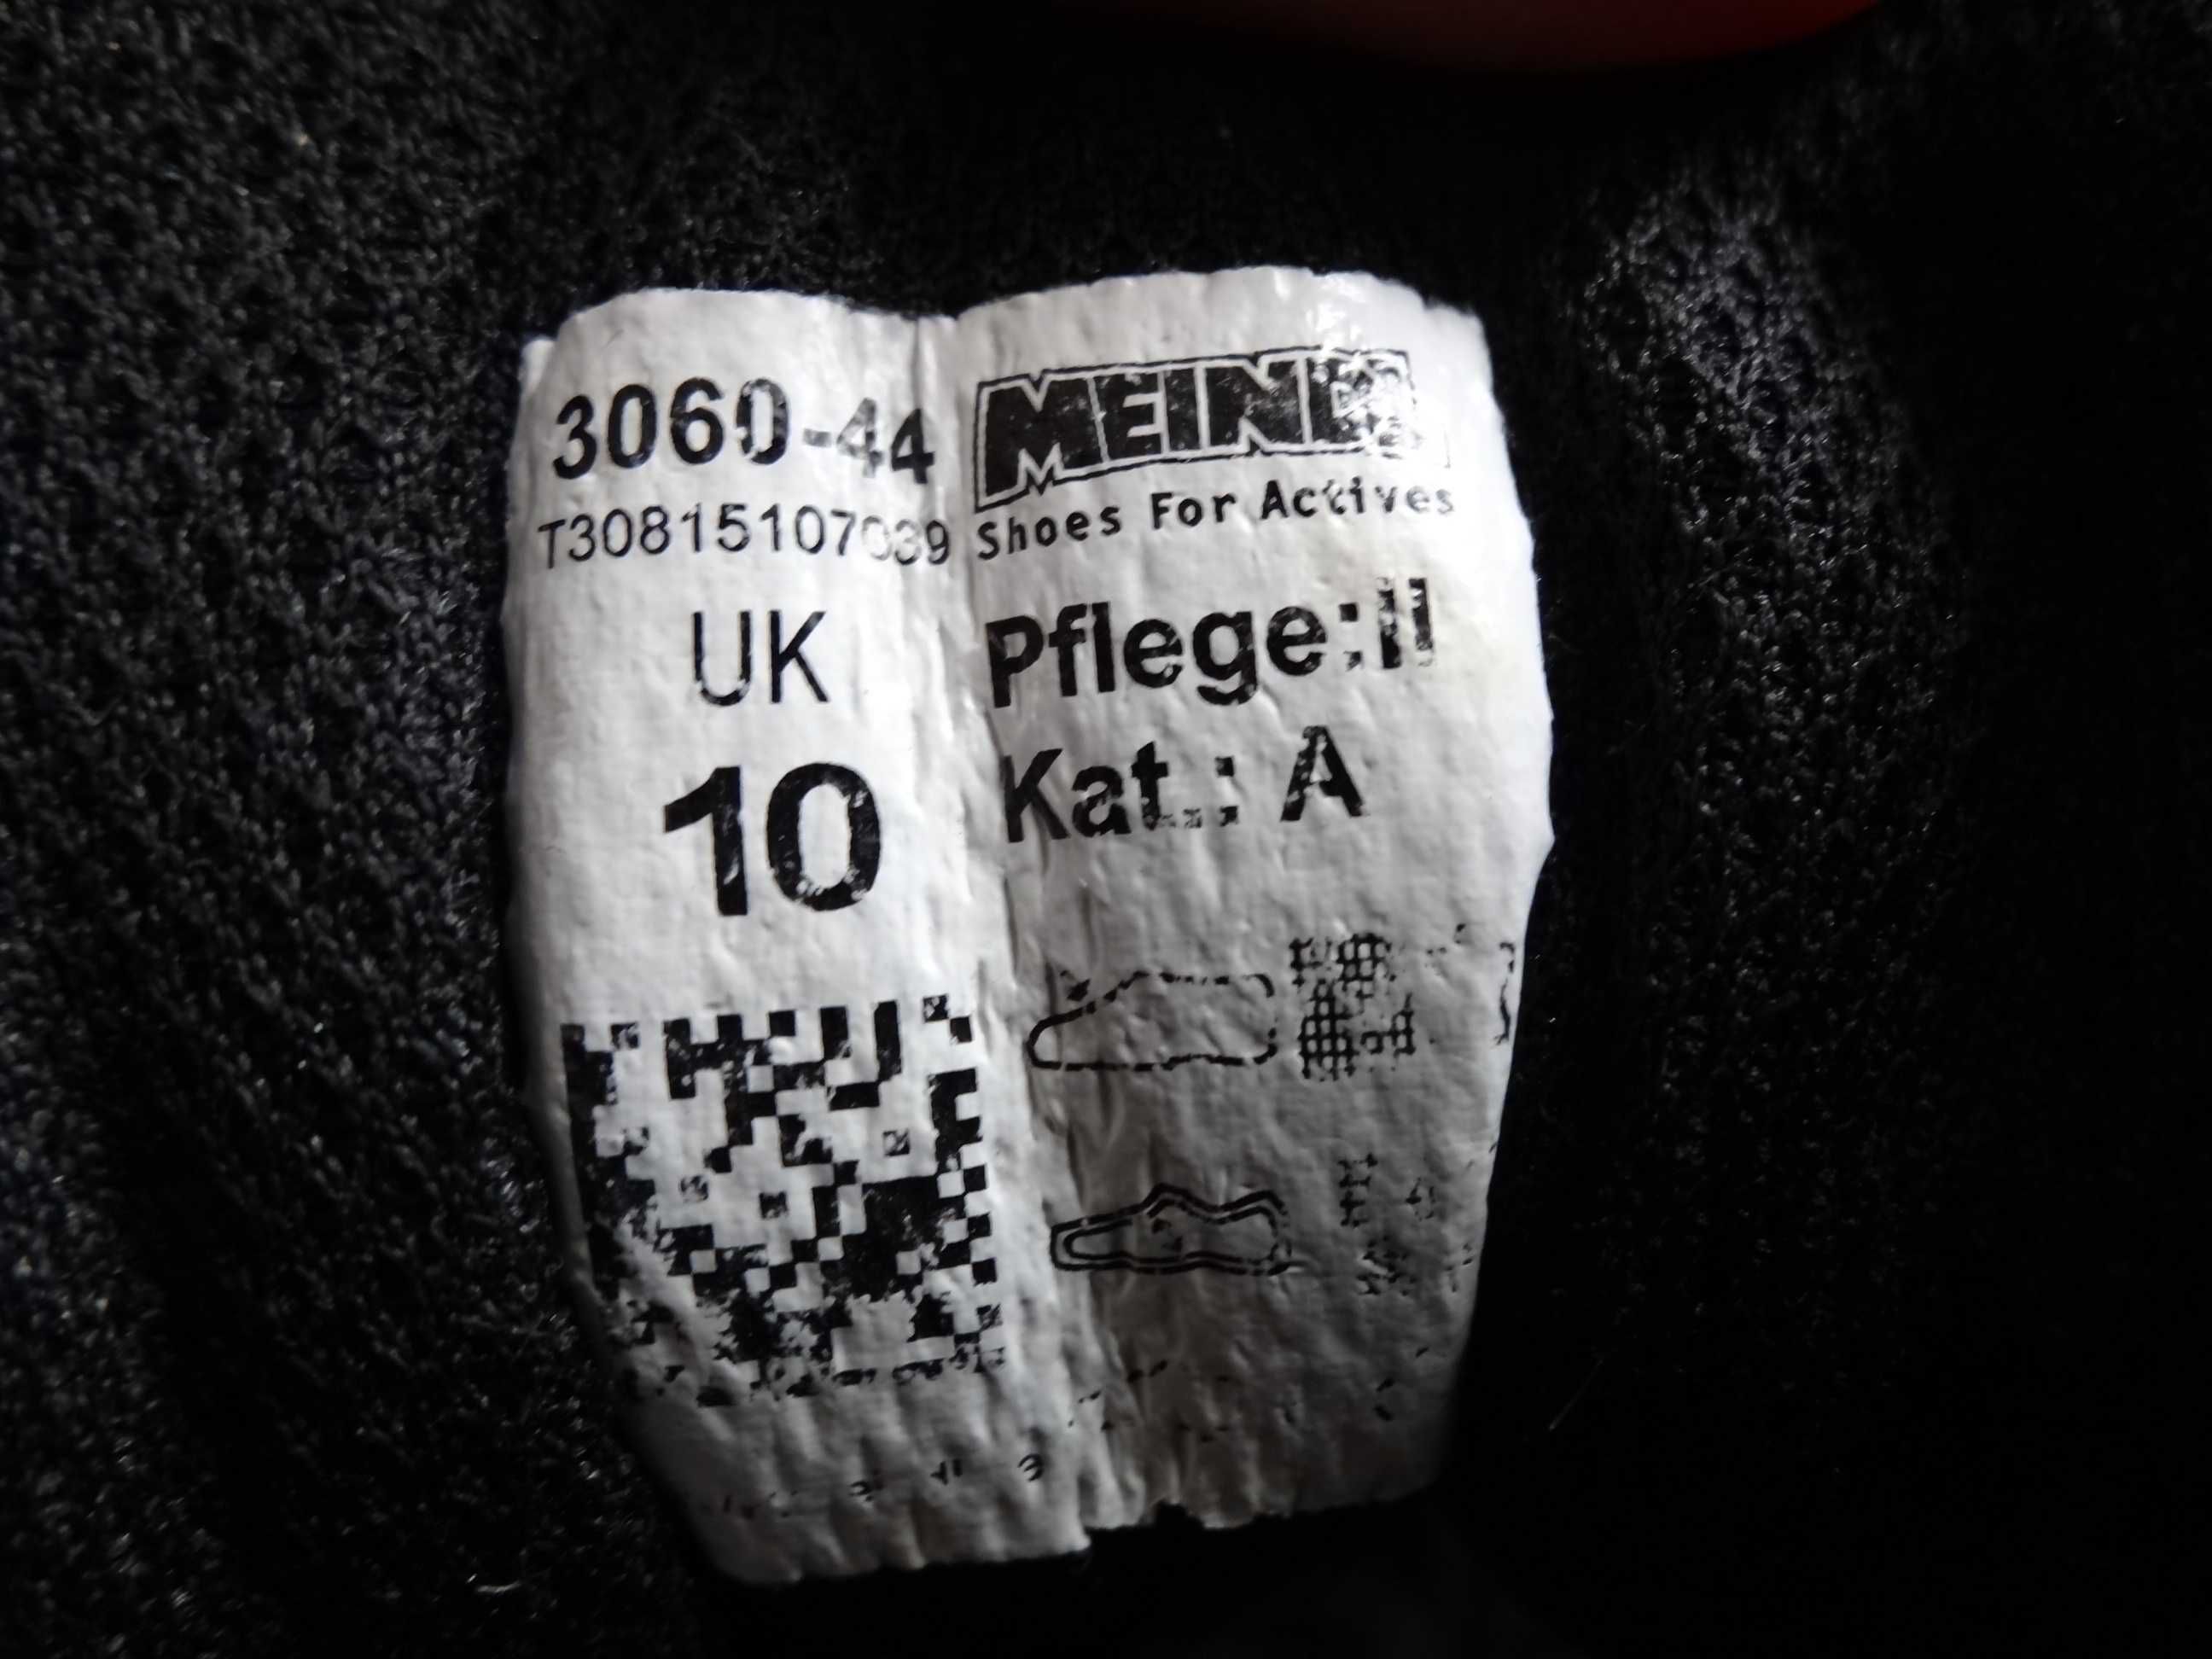 3060-44
T30815107039
UK
10
MEINDL
Shoes For Actives
Pflege:II
Kat.: A